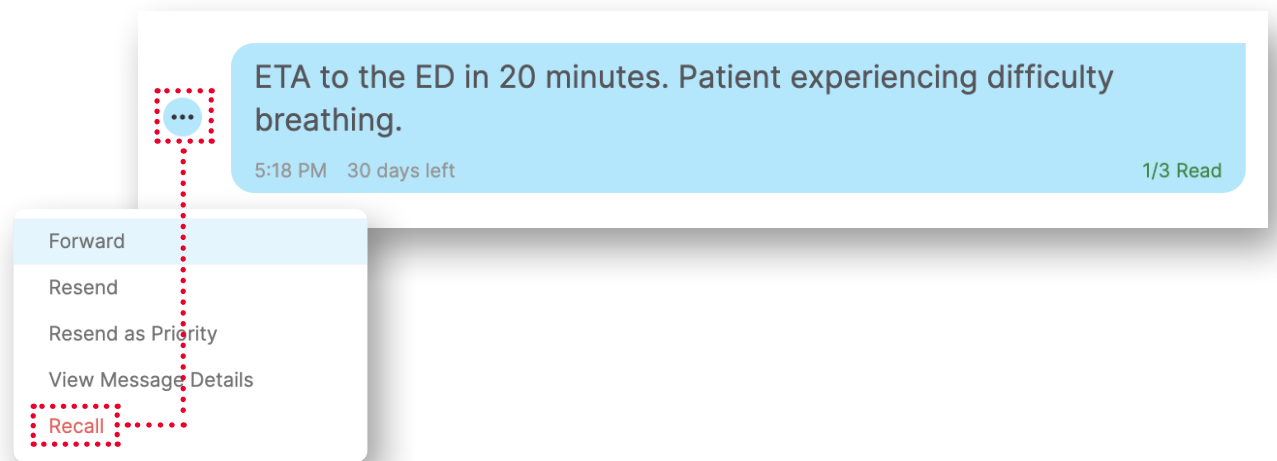 ETA to the ED in 20 minutes. Patient experiencing difficulty
breathing.
5:18 PM 30 days left 1/3 Read
Forward
Resend
Resend as Priority
View Message Details
Recall